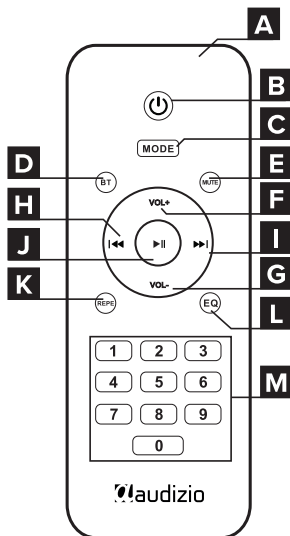 A
B
C
MODE
D
E
BT
MUTE
VOL+
F
H
I
J
VOL-
G
K
REPE
EQ
L
1 2 3
4 5 6
M
7 8 9
0
audizio